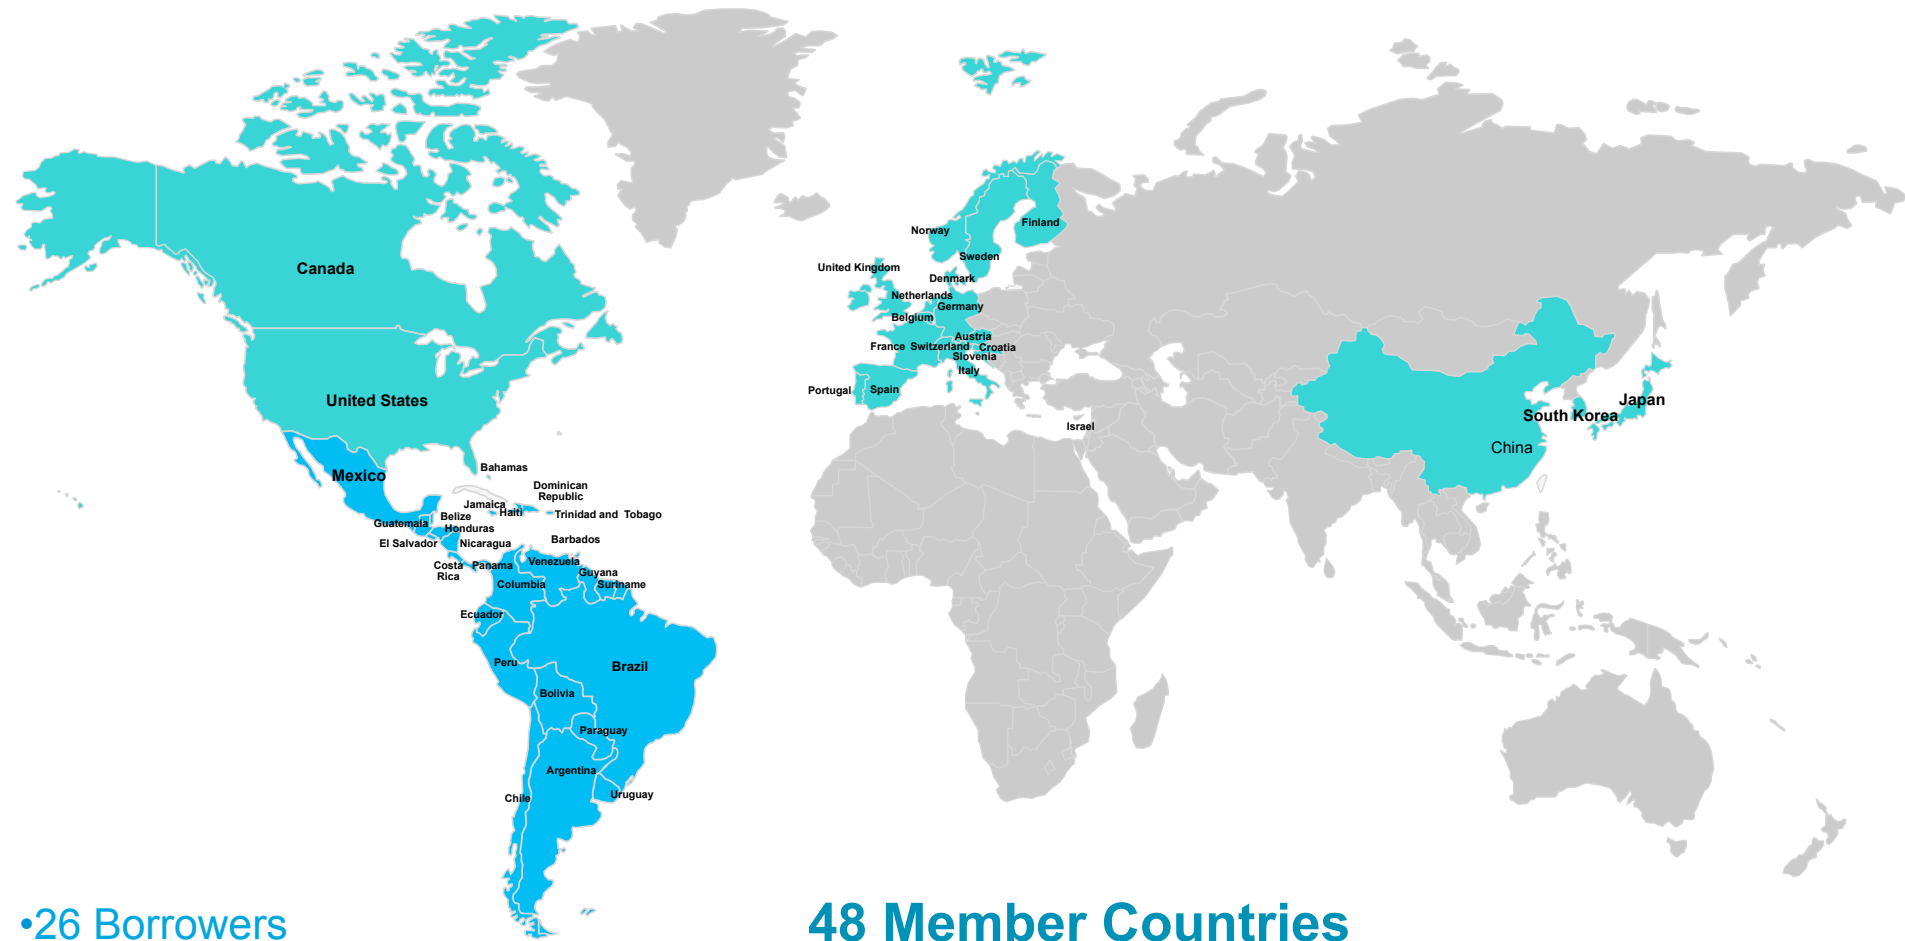 Canada
United States
Mexico
Bahamas
Dominican
Republic
Jamaica
Haiti
Trinidad and  Tobago
Belize
Guatemala
Honduras
El Salvador
Nicaragua
Barbados
Costa
Rica
Panama
Venezuela
Guyana
Columbia
Suriname
Ecuador
Peru
Brazil
Bolivia
Paraguay
Argentina
Chile
Uruguay
Norway
Finland
Sweden
United Kingdom
Denmark
Netherlands
Germany
Belgium
Austria
France
Switzerland
Croatia
Slovenia
Italy
Portugal
Spain
Israel
Japan
South Korea
China
•26 Borrowers
48 Member Countries